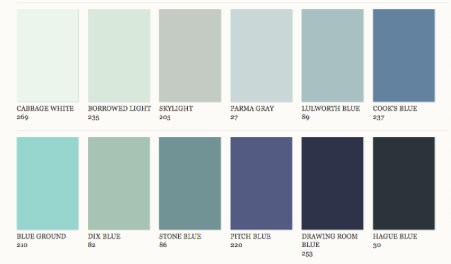 CABBAGE WHITE
269
BORROWED LIGHT
235
SKYLIGHT
205
PARMA GRAY
27
LULWORTH BLUE
89
COOK'S BLUE
237
BLUE GROUND
210
DIX BLUE
82
STONE BLUE
86
PITCH BLUE
220
DRAWING ROOM
BLUE
253
HAGUE BLUE
30